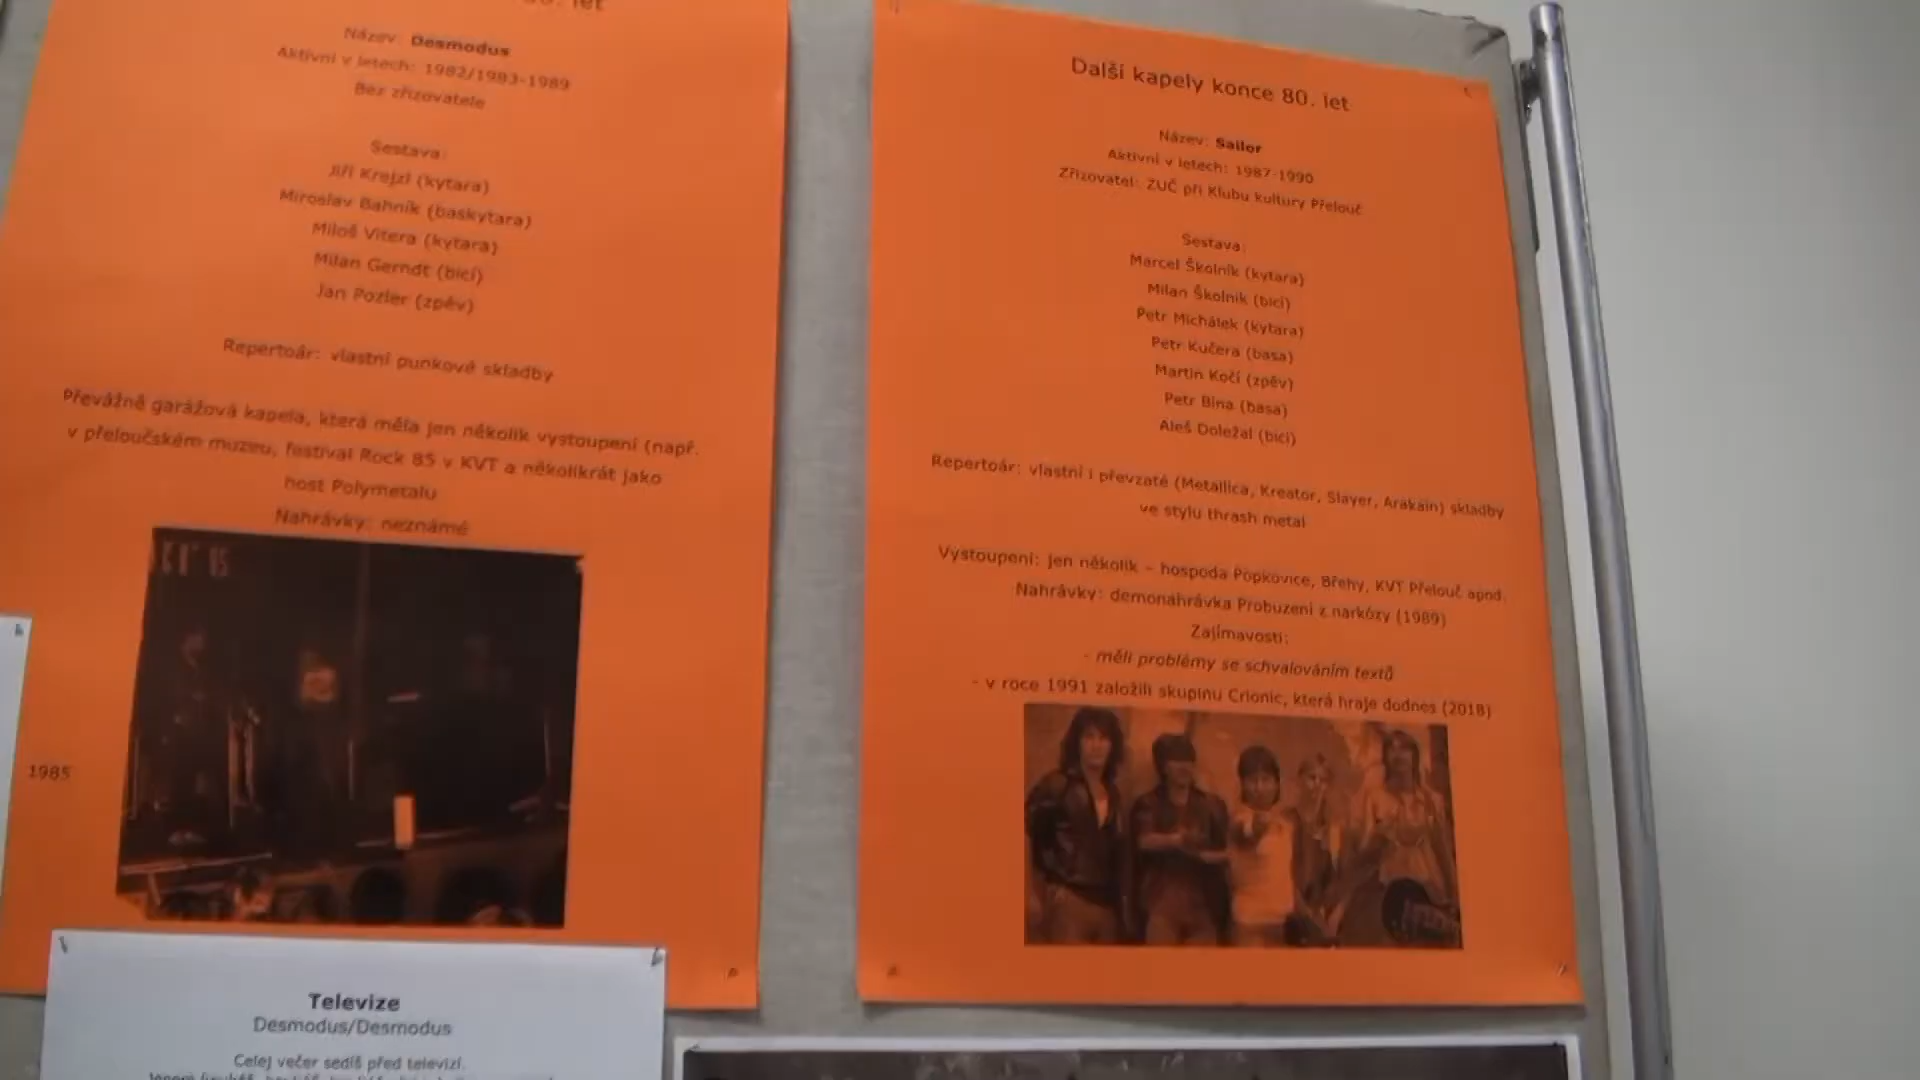 80. let
Název: Desmodus
Aktivní v letech: 1982/1983-1989
Bez zřizovatele
Sestava:
Jiří Krejzl (kytara)
Miroslav Bahník (baskytara)
Miloš Vitera (kytara)
Milan Gerndt (bicí)
Jan Pozler (zpěv)
Repertoár: vlastní punkové skladby
Převážně garážová kapela, která měla jen několik vystoupení (např.
v přeloučském muzeu, festival Rock 85 v KVT a několikrát jako
host Polymetalu
Nahrávky: neznámé
1985
Televize
Desmodus/Desmodus
Celej večer sedíš před televizí.
Další kapely konce 80. let
Název: Sailor
Aktivní v letech: 1987-1990
Zřizovatel: ZUČ při Klubu kultury Přelouč
Sestava:
Marcel Školník (kytara)
Milan Školník (bicí)
Petr Michálek (kytara)
Petr Kučera (basa)
Martin Kočí (zpěv)
Petr Bína (basa)
Aleš Doležal (bicí)
Repertoár: vlastní i převzaté (Metallica, Kreator, Slayer, Arakain) skladby
ve stylu thrash metal
Vystoupení: jen několik – hospoda Popkovice, Břehy, KVT Přelouč apod.
Nahrávky: demonahrávka Probuzení z narkózy (1989)
Zajímavosti:
- měli problémy se schvalováním textů
- v roce 1991 založili skupinu Crionic, která hraje dodnes (2018)